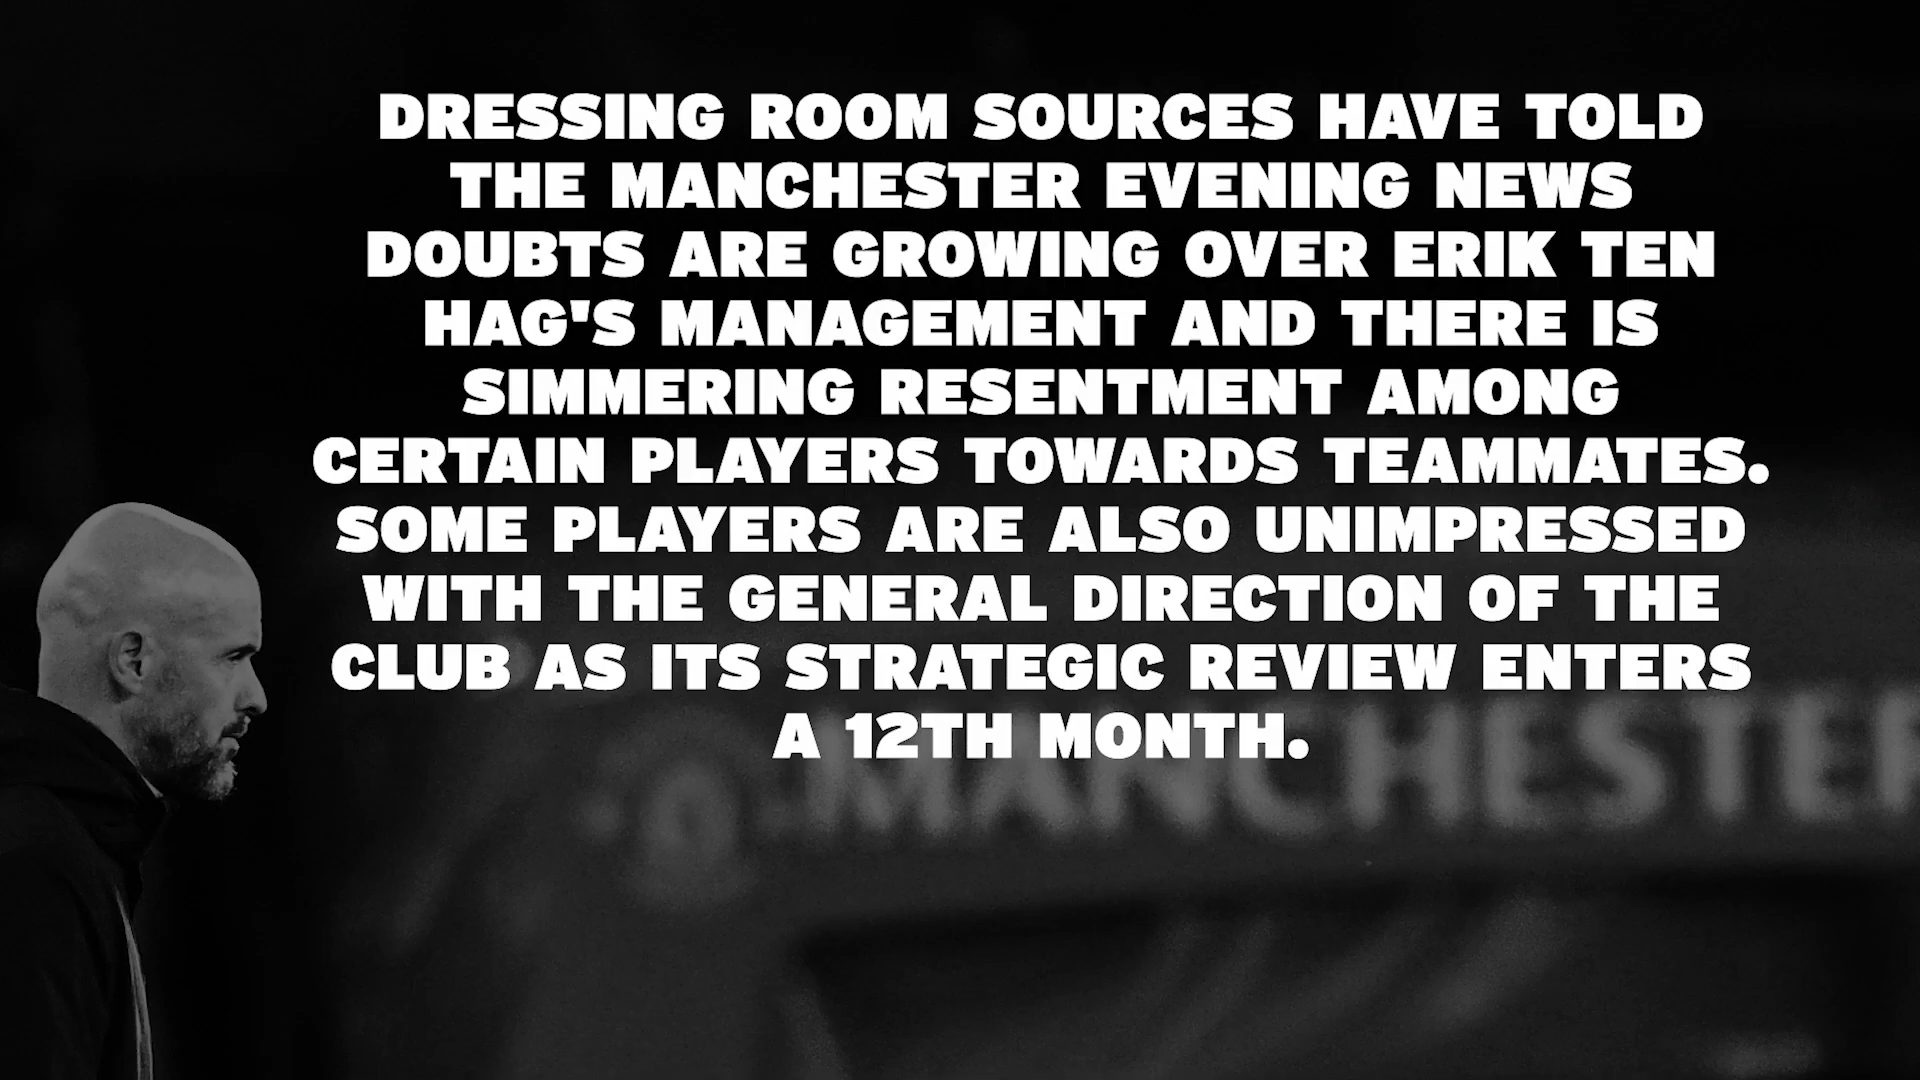 DRESSING ROOM SOURCES HAVE TOLD
THE MANCHESTER EVENING NEWS
DOUBTS ARE GROWING OVER ERIK TEN
HAG'S MANAGEMENT AND THERE IS
SIMMERING RESENTMENT AMONG
CERTAIN PLAYERS TOWARDS TEAMMATES.
SOME PLAYERS ARE ALSO UNIMPRESSED
WITH THE GENERAL DIRECTION OF THE
CLUB AS ITS STRATEGIC REVIEW ENTERS
A 12TH MONTH.
MANCHESTER